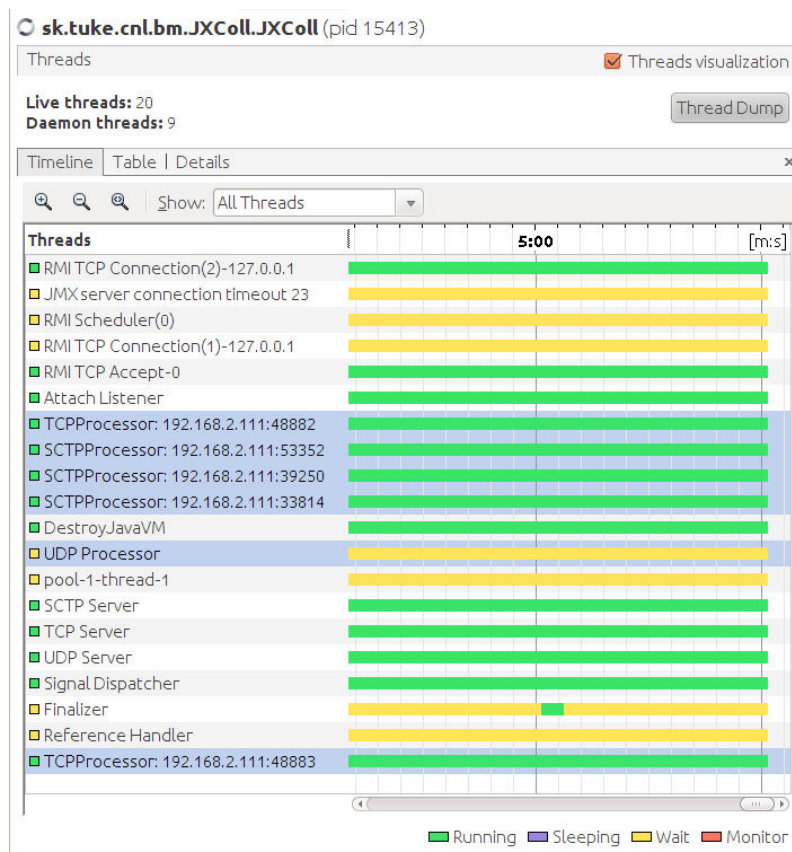 sk.tuke.cnl.bm.JXColl.JXColl (pid 15413)
Threads
Threads visualization
Live threads: 20
Daemon threads: 9
Thread Dump
Timeline Table Details
Show: All Threads
Threads 5:00 [m:s]
RMI TCP Connection(2)-127.0.0.1
JMX server connection timeout 23
RMI Scheduler(0)
RMI TCP Connection(1)-127.0.0.1
RMI TCP Accept-0
Attach Listener
TCPProcessor: 192.168.2.111:48882
SCTPProcessor: 192.168.2.111:53352
SCTPProcessor: 192.168.2.111:39250
SCTPProcessor: 192.168.2.111:33814
DestroyJavaVM
UDP Processor
pool-1-thread-1
SCTP Server
TCP Server
UDP Server
Signal Dispatcher
Finalizer
Reference Handler
TCPProcessor: 192.168.2.111:48883
Running Sleeping Wait Monitor